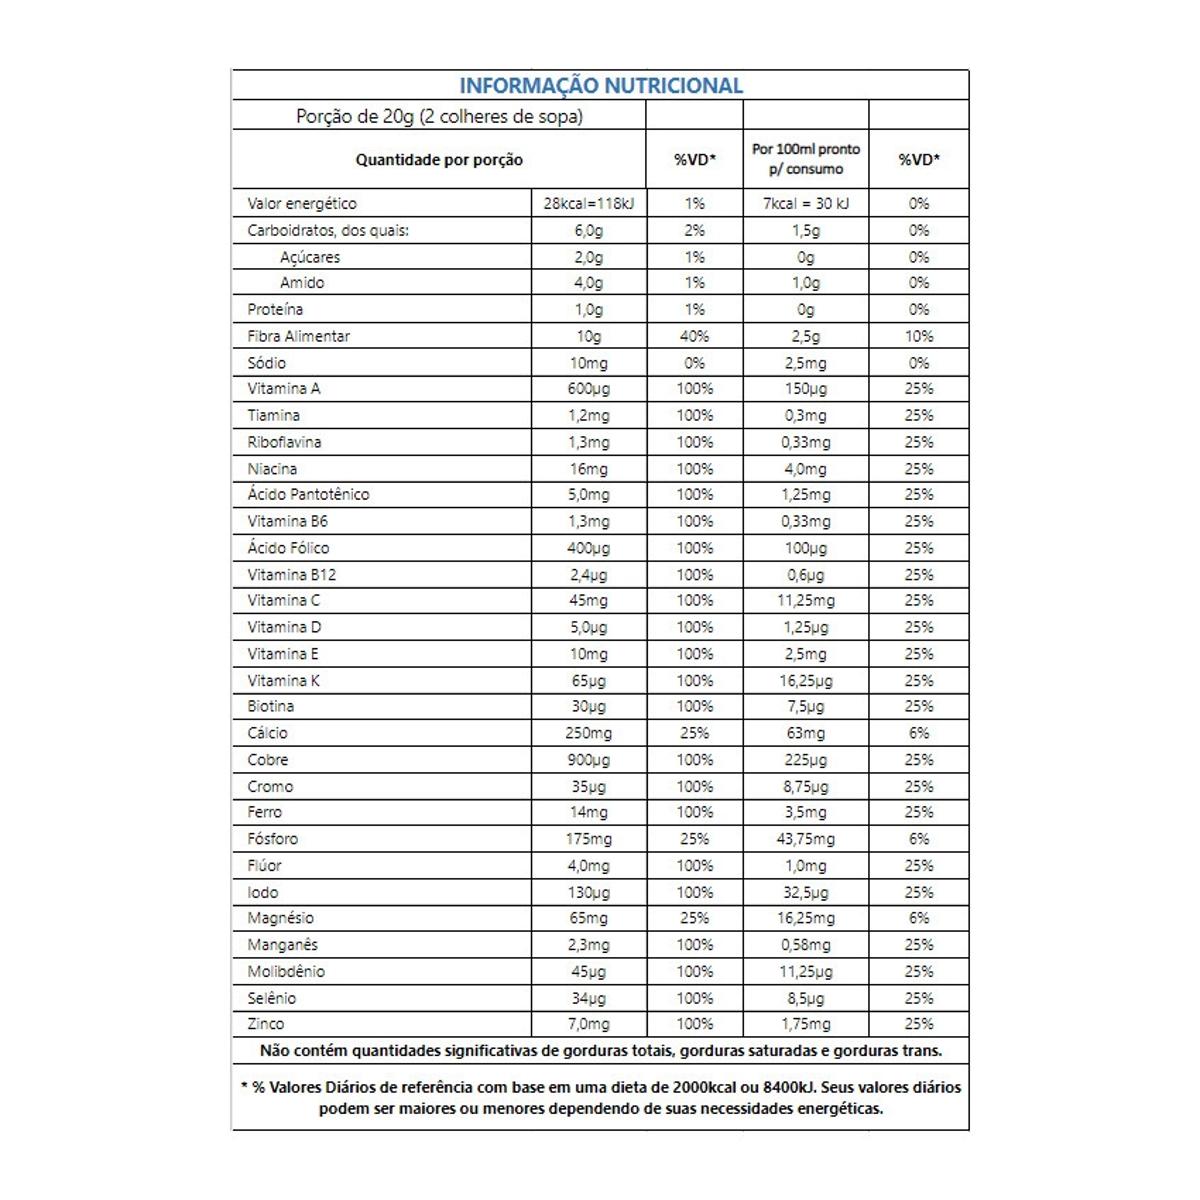 INFORMAÇÃO NUTRICIONAL
Porção de 20g (2 colheres de sopa)
Quantidade por porção %VD* Por 100ml pronto p/ consumo %VD*
Valor energético 28kcal=118kJ 1% 7kcal = 30 kJ 0%
Carboidratos, dos quais: 6,0g 2% 1,5g 0%
Açúcares 2,0g 1% 0g 0%
Amido 4,0g 1% 1,0g 0%
Proteína 1,0g 1% 0g 0%
Fibra Alimentar 10g 40% 2,5g 10%
Sódio 10mg 0% 2,5mg 0%
Vitamina A 600µg 100% 150µg 25%
Tiamina 1,2mg 100% 0,3mg 25%
Riboflavina 1,3mg 100% 0,33mg 25%
Niacina 16mg 100% 4,0mg 25%
Ácido Pantotênico 5,0mg 100% 1,25mg 25%
Vitamina B6 1,3mg 100% 0,33mg 25%
Ácido Fólico 400µg 100% 100µg 25%
Vitamina B12 2,4µg 100% 0,6µg 25%
Vitamina C 45mg 100% 11,25mg 25%
Vitamina D 5,0µg 100% 1,25µg 25%
Vitamina E 10mg 100% 2,5mg 25%
Vitamina K 65µg 100% 16,25µg 25%
Biotina 30µg 100% 7,5µg 25%
Cálcio 250mg 25% 63mg 6%
Cobre 900µg 100% 225µg 25%
Cromo 35µg 100% 8,75µg 25%
Ferro 14mg 100% 3,5mg 25%
Fósforo 175mg 25% 43,75mg 6%
Flúor 4,0mg 100% 1,0mg 25%
Iodo 130µg 100% 32,5µg 25%
Magnésio 65mg 25% 16,25mg 6%
Manganês 2,3mg 100% 0,58mg 25%
Molibdênio 45µg 100% 11,25µg 25%
Selênio 34µg 100% 8,5µg 25%
Zinco 7,0mg 100% 1,75mg 25%
Não contém quantidades significativas de gorduras totais, gorduras saturadas e gorduras trans.
* % Valores Diários de referência com base em uma dieta de 2000kcal ou 8400kJ. Seus valores diários
podem ser maiores ou menores dependendo de suas necessidades energéticas.